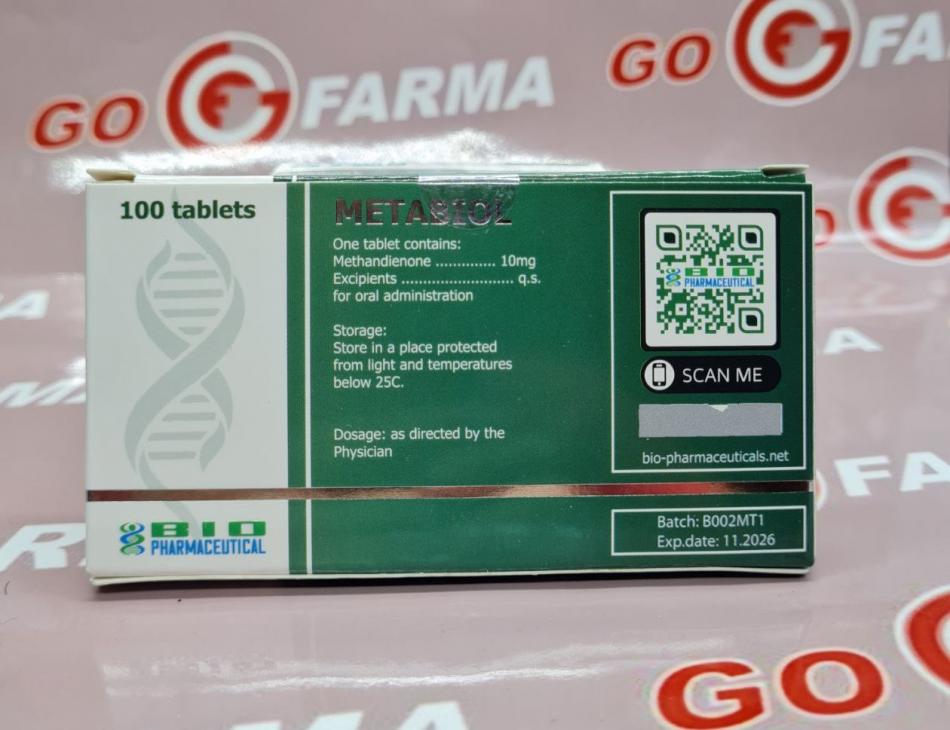 GO FARMA
GO FA
100 tablets
METABIOL
One tablet contains:
Methandienone ............. 10mg
Excipients ......................... q.s.
for oral administration
Storage:
Store in a place protected
from light and temperatures
below 25C.
Dosage: as directed by the
Physician
BIO
PHARMACEUTICAL
SCAN ME
bio-pharmaceuticals.net
BIO
PHARMACEUTICAL
Batch: B002MT1
Exp.date: 11.2026
FA
GO